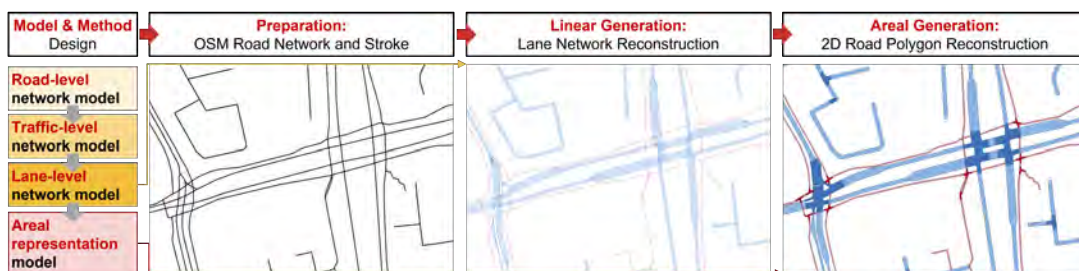 Model & Method
Design
Preparation:
OSM Road Network and Stroke
Linear Generation:
Lane Network Reconstruction
Areal Generation:
2D Road Polygon Reconstruction
Road-level
network model
Traffic-level
network model
Lane-level
network model
Areal
representation
model